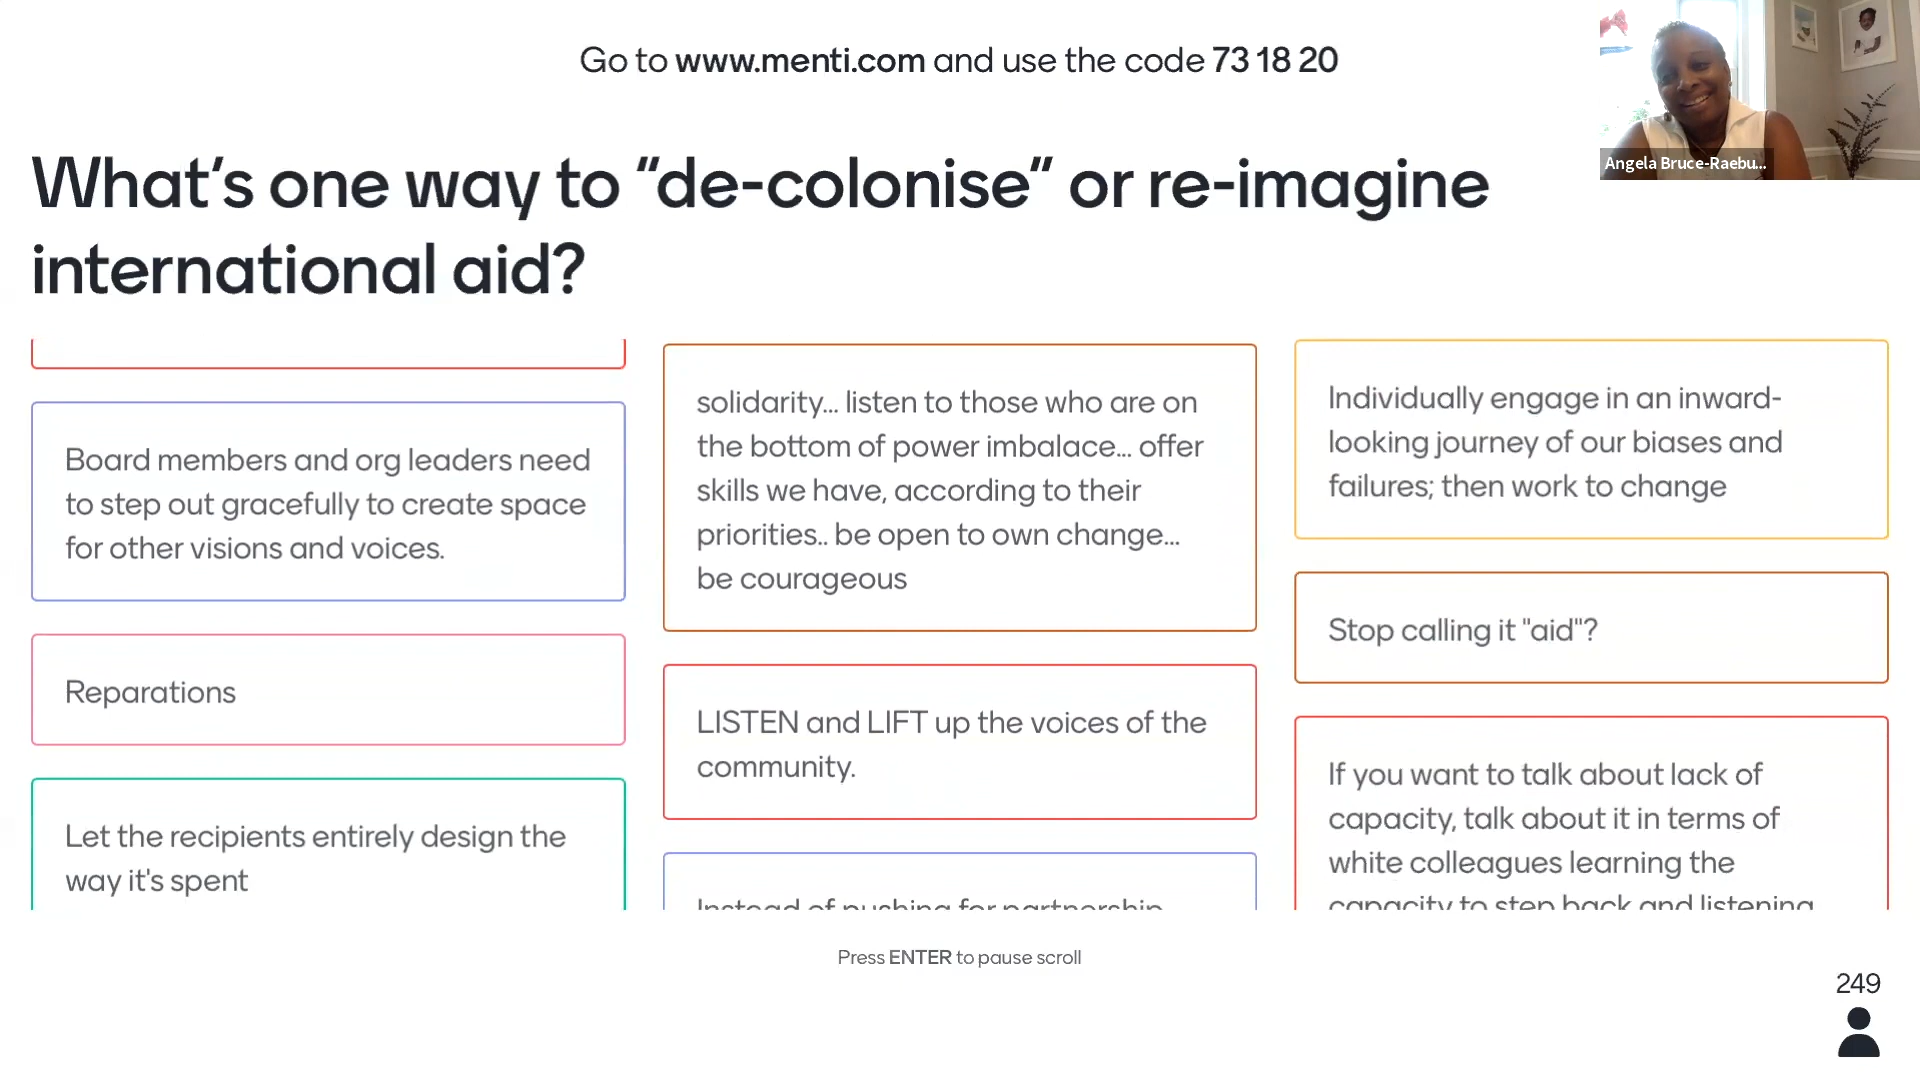 Go to www.menti.com and use the code 73 18 20
Angela Bruce-Raebu...
What's one way to “de-colonise” or re-imagine
international aid?
Board members and org leaders need
to step out gracefully to create space
for other visions and voices.
Reparations
Let the recipients entirely design the
way it's spent
solidarity... listen to those who are on
the bottom of power imbalace... offer
skills we have, according to their
priorities.. be open to own change...
be courageous
LISTEN and LIFT up the voices of the
community.
Instead of pushing for partnership
Individually engage in an inward-
looking journey of our biases and
failures; then work to change
Stop calling it "aid"?
If you want to talk about lack of
capacity, talk about it in terms of
white colleagues learning the
capacity to step back and listening
Press ENTER to pause scroll
249